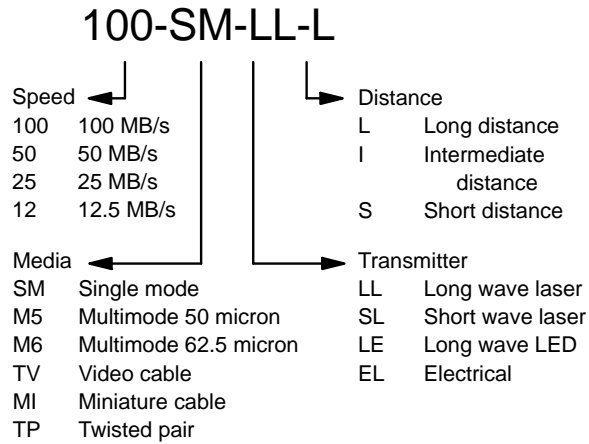 100-SM-LL-L
Speed
100 100 MB/s
50 50 MB/s
25 25 MB/s
12 12.5 MB/s
Distance
L Long distance
I Intermediate
distance
S Short distance
Media
SM Single mode
M5 Multimode 50 micron
M6 Multimode 62.5 micron
TV Video cable
MI Miniature cable
TP Twisted pair
Transmitter
LL Long wave laser
SL Short wave laser
LE Long wave LED
EL Electrical